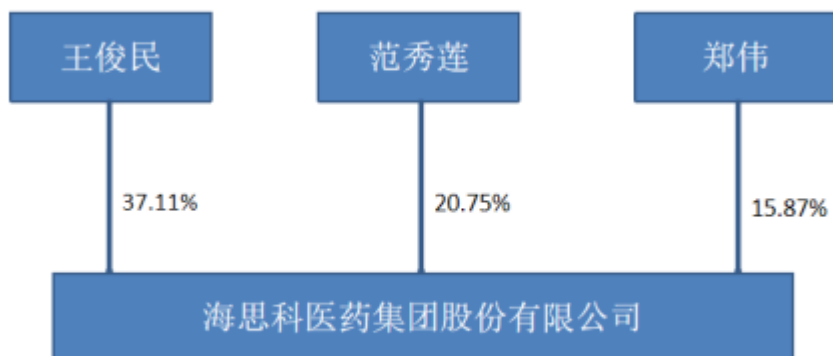 王俊民
范秀莲
郑伟
37.11%
20.75%
15.87%
海思科医药集团股份有限公司